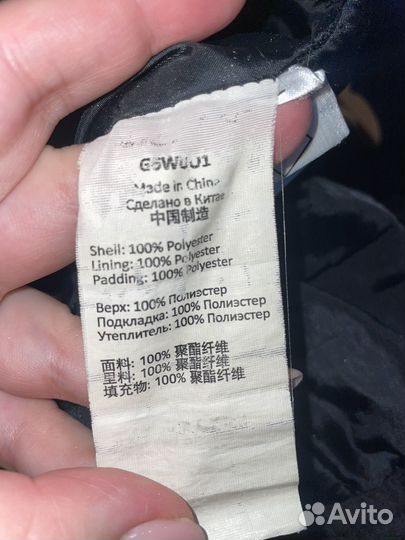 G5W001
Made in China
Сделано в Китае
中国制造
Shell: 100% Polyester
Lining: 100% Polyester
Padding: 100% Polyester
Верх: 100% Полиэстер
Подкладка: 100% Полиэстер
Утеплитель: 100% Полиэстер
面料: 100% 聚酯纤维
里料: 100% 聚酯纤维
填充物: 100% 聚酯纤维
Avito